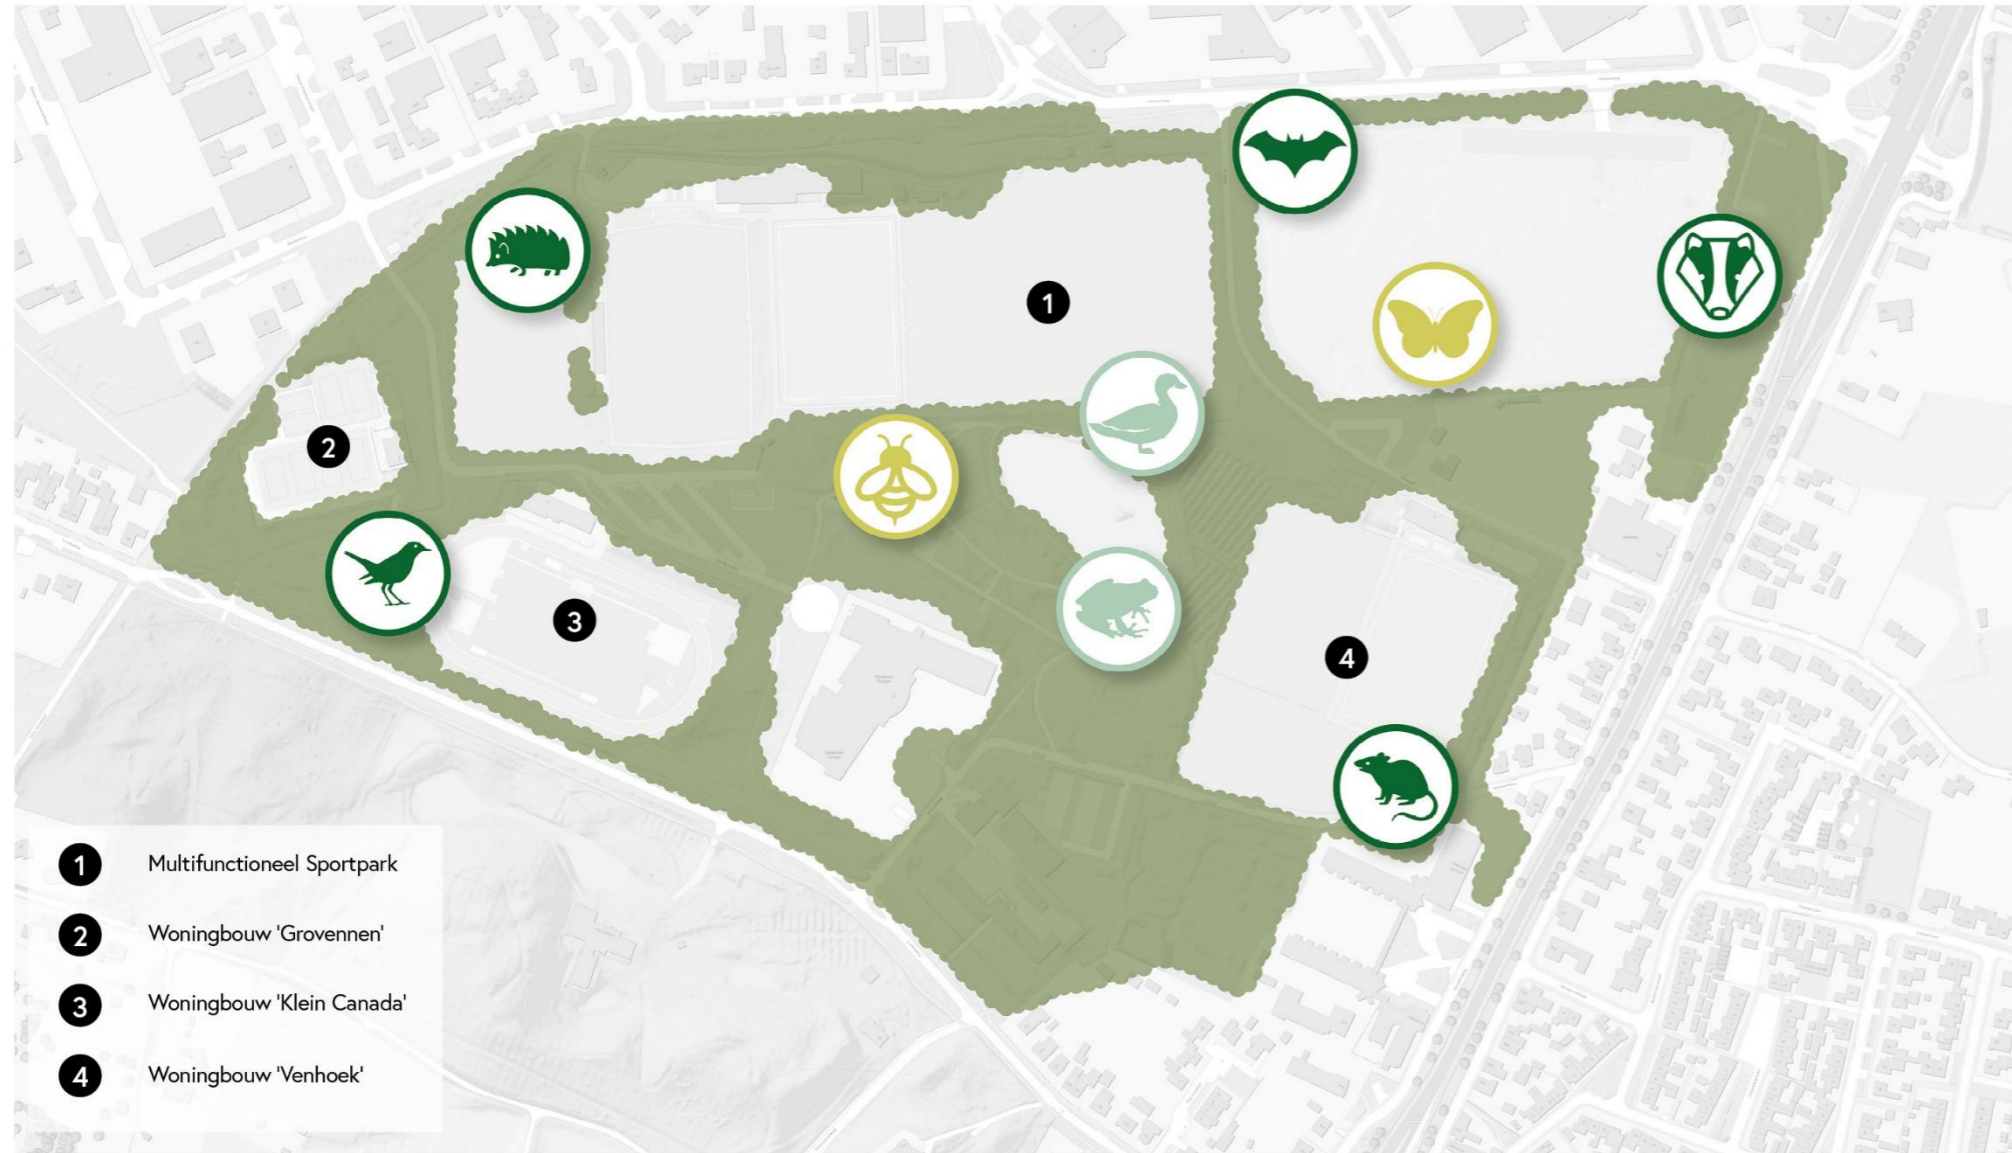 1
2
3
4
1 Multifunctioneel Sportpark
2 Woningbouw 'Grovennen'
3 Woningbouw 'Klein Canada'
4 Woningbouw 'Venhoek'